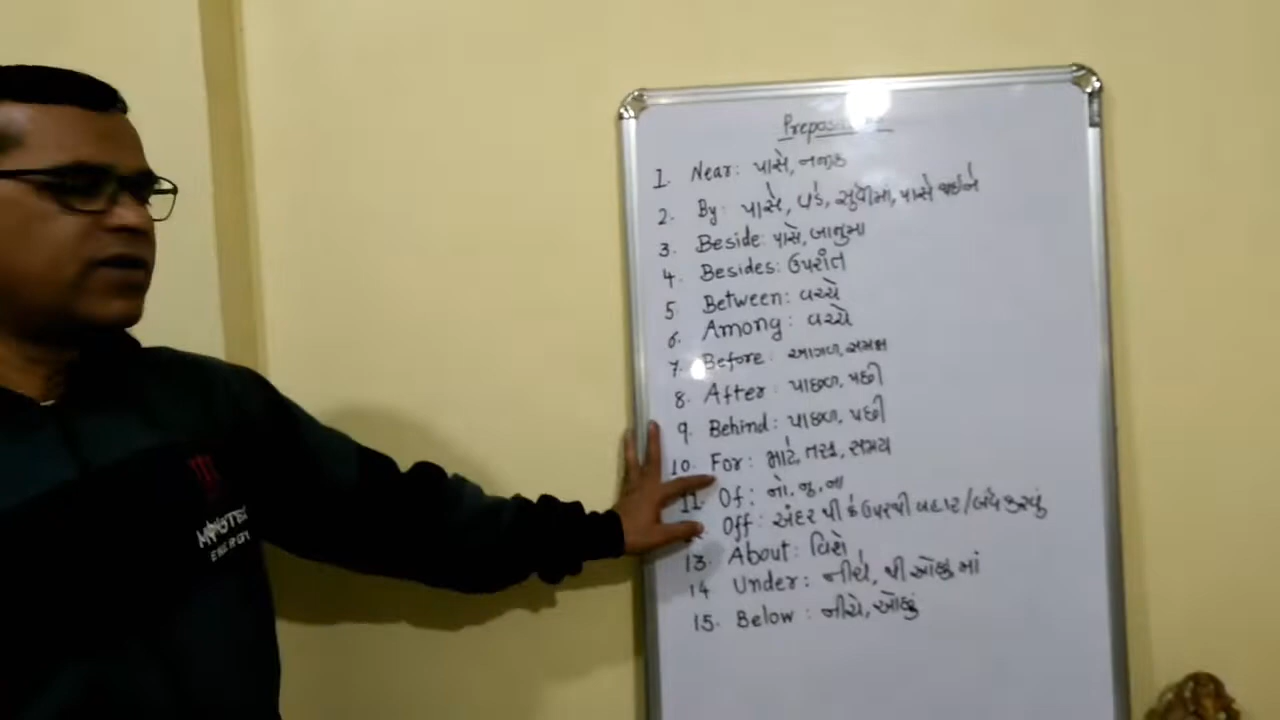 1. Near: પાસે, નજીક
2. By: પાસે, વડે, સુધીમાં, પાસે થઈને
3. Beside: પાસે, બાજુમા
4. Besides: ઉપરાંત
5 Between: વચ્ચે
6. Among: વચ્ચે
7. Before: આગળ, સમક્ષ
8. After: પાછળ, પછી
9. Behind: પાછળ, પછી
10. For: માટે, તરફ, સમય
11. Of: નો, નુ, ના
Off: અંદર થી કે ઉપરથી બહાર/બંધ કરવું
13. About: વિશે
14 Under: નીચે, થી ઓછુ માં
15. Below: નીચે, ઓછું
ENERGY